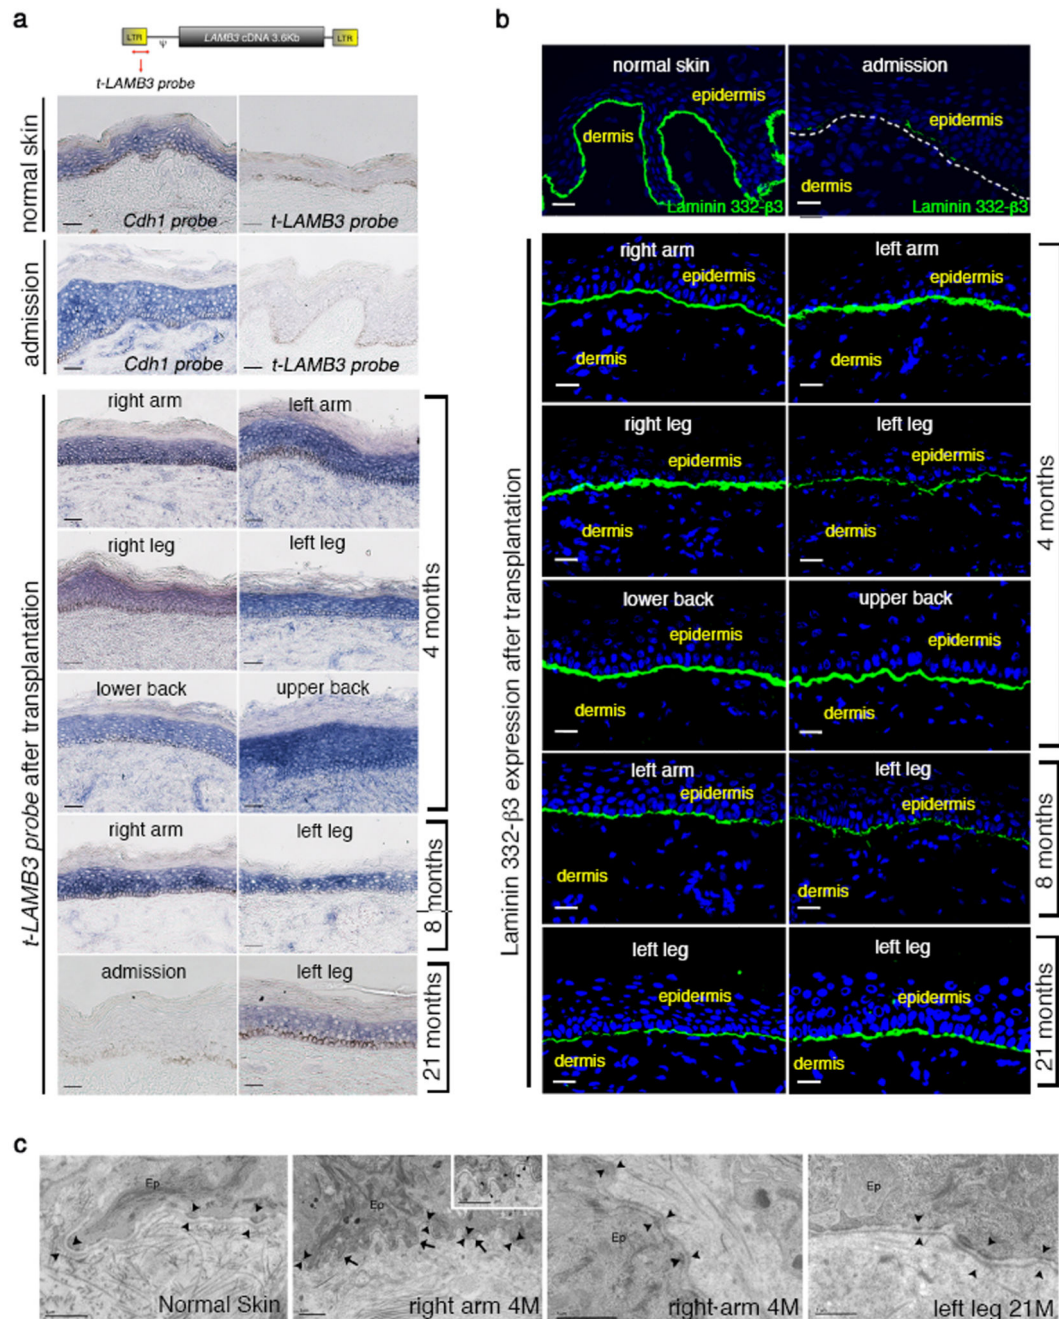 a
LTR
Ψ
LAMB3 cDNA 3.6Kb
LTR
t-LAMB3 probe
normal skin
Cdh1 probe
t-LAMB3 probe
admission
Cdh1 probe
t-LAMB3 probe
t-LAMB3 probe after transplantation
right arm
left arm
right leg
left leg
lower back
upper back
4 months
right arm
left leg
8 months
admission
left leg
21 months
b
normal skin
epidermis
dermis
Laminin 332-β3
admission
epidermis
dermis
Laminin 332-β3
Laminin 332-β3 expression after transplantation
right arm
epidermis
dermis
left arm
epidermis
dermis
right leg
epidermis
dermis
left leg
epidermis
dermis
lower back
epidermis
dermis
upper back
epidermis
dermis
4 months
left arm
epidermis
dermis
left leg
epidermis
dermis
8 months
left leg
epidermis
dermis
left leg
epidermis
dermis
21 months
c
Ep
Normal Skin
Ep
right arm 4M
Ep
right arm 4M
Ep
left leg 21M